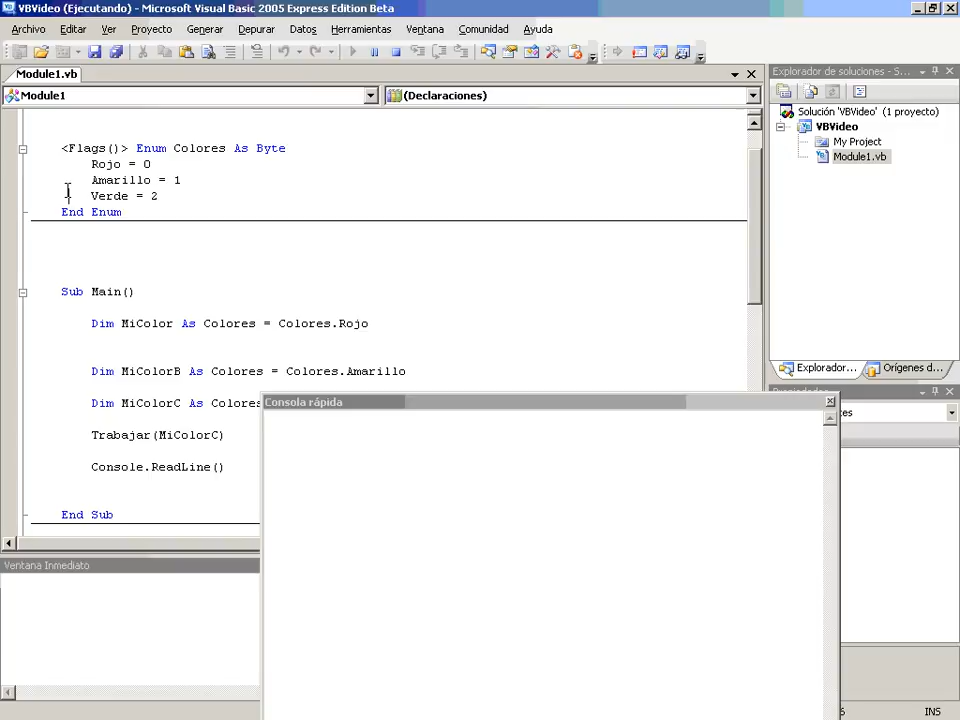 VBVideo (Ejecutando) - Microsoft Visual Basic 2005 Express Edition Beta
Archivo Editar Ver Proyecto Generar Depurar Datos Herramientas Ventana Comunidad Ayuda
Module1.vb
Module1
(Declaraciones)
<Flags()> Enum Colores As Byte
Rojo = 0
Amarillo = 1
Verde = 2
End Enum
Sub Main()
Dim MiColor As Colores = Colores.Rojo
Dim MiColorB As Colores = Colores.Amarillo
Dim MiColorC As Colores
Trabajar(MiColorC)
Console.ReadLine()
End Sub
Ventana Inmediato
Consola rápida
Explorador de soluciones - S...
Solución 'VBVideo' (1 proyecto)
VBVideo
My Project
Module1.vb
Explorador... Orígenes d...
INS